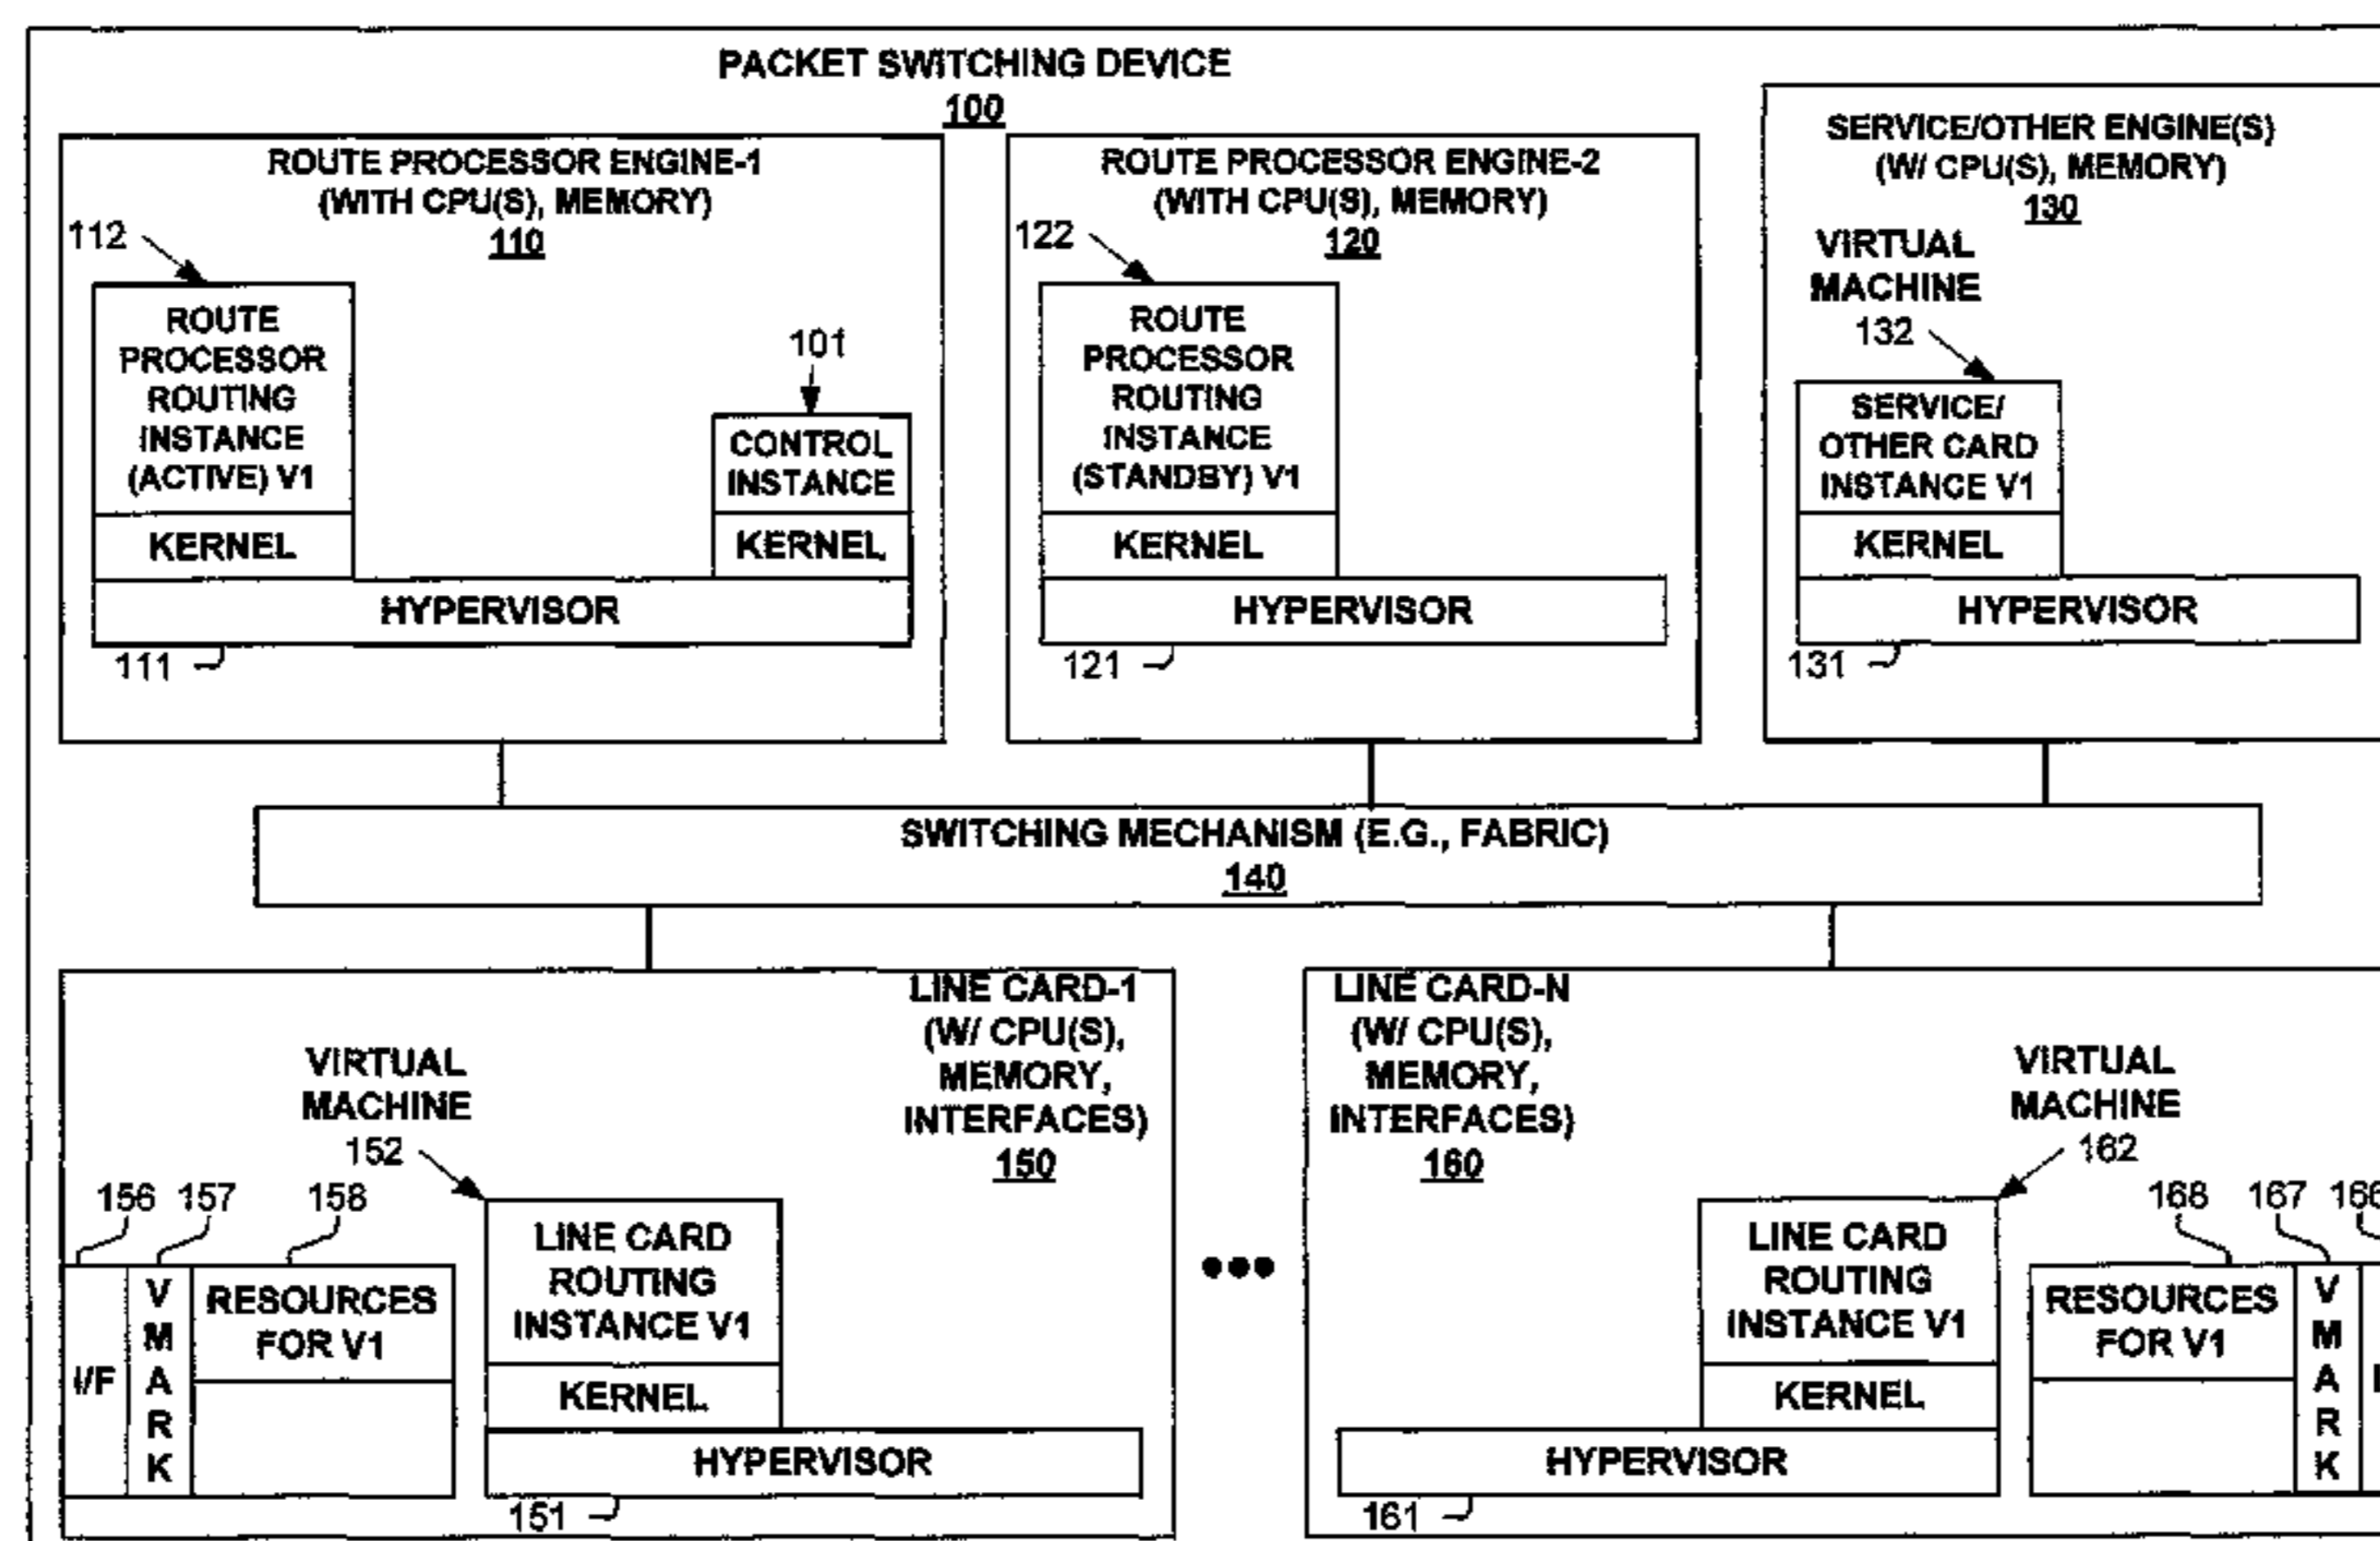 PACKET SWITCHING DEVICE
100
ROUTE PROCESSOR ENGINE-1
(WITH CPU(S), MEMORY)
110
112
ROUTE
PROCESSOR
ROUTING
INSTANCE
(ACTIVE) V1
KERNEL
101
CONTROL
INSTANCE
KERNEL
HYPERVISOR
111
ROUTE PROCESSOR ENGINE-2
(WITH CPU(S), MEMORY)
120
122
ROUTE
PROCESSOR
ROUTING
INSTANCE
(STANDBY) V1
KERNEL
HYPERVISOR
121
SERVICE/OTHER ENGINE(S)
(W/ CPU(S), MEMORY)
130
VIRTUAL
MACHINE
132
SERVICE/
OTHER CARD
INSTANCE V1
KERNEL
HYPERVISOR
131
SWITCHING MECHANISM (E.G., FABRIC)
140
LINE CARD-1
(W/ CPU(S),
MEMORY,
INTERFACES)
150
VIRTUAL
MACHINE
152
156 157 158
I/F
V
M
A
R
K
RESOURCES
FOR V1
LINE CARD
ROUTING
INSTANCE V1
KERNEL
HYPERVISOR
151
LINE CARD-N
(W/ CPU(S),
MEMORY,
INTERFACES)
160
VIRTUAL
MACHINE
162
LINE CARD
ROUTING
INSTANCE V1
KERNEL
HYPERVISOR
161
168 167 166
RESOURCES
FOR V1
V
M
A
R
K